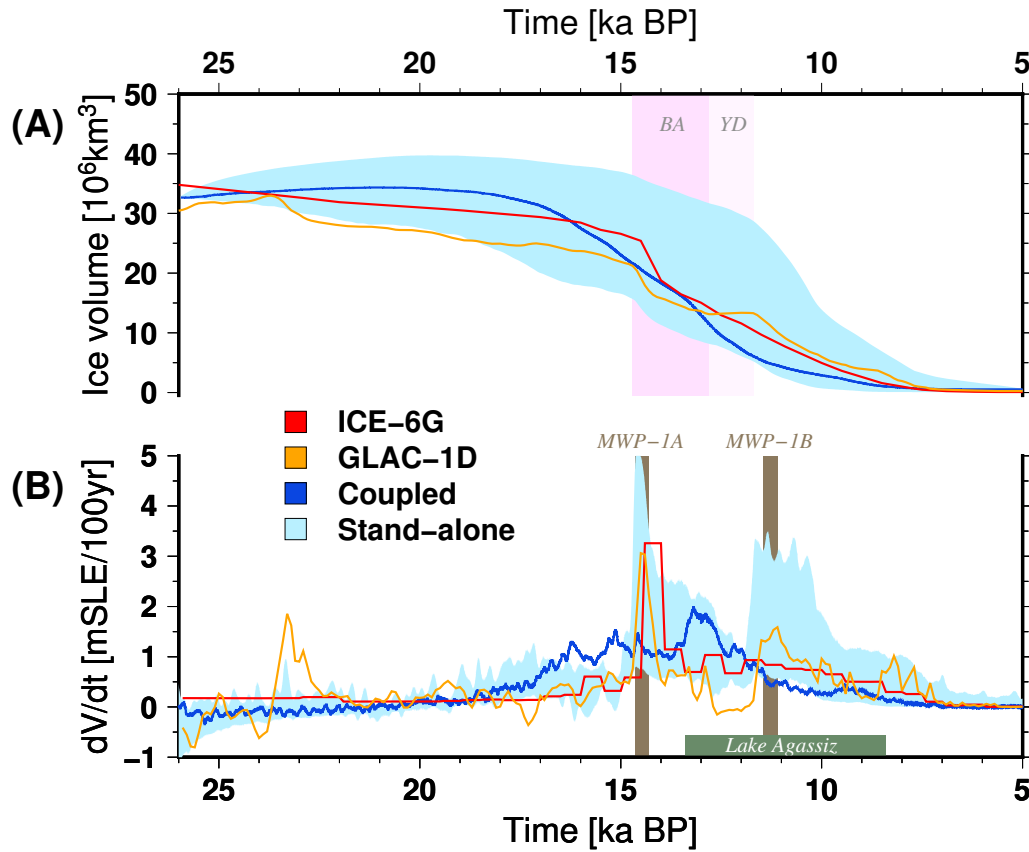 Time [ka BP]
25 20 15 10 5
(A)
Ice volume [10⁶km³]
50
40
30
20
10
0
BA YD
ICE−6G
GLAC−1D
Coupled
Stand−alone
MWP−1A MWP−1B
(B)
dV/dt [mSLE/100yr]
5
4
3
2
1
0
−1
Lake Agassiz
25 20 15 10 5
Time [ka BP]